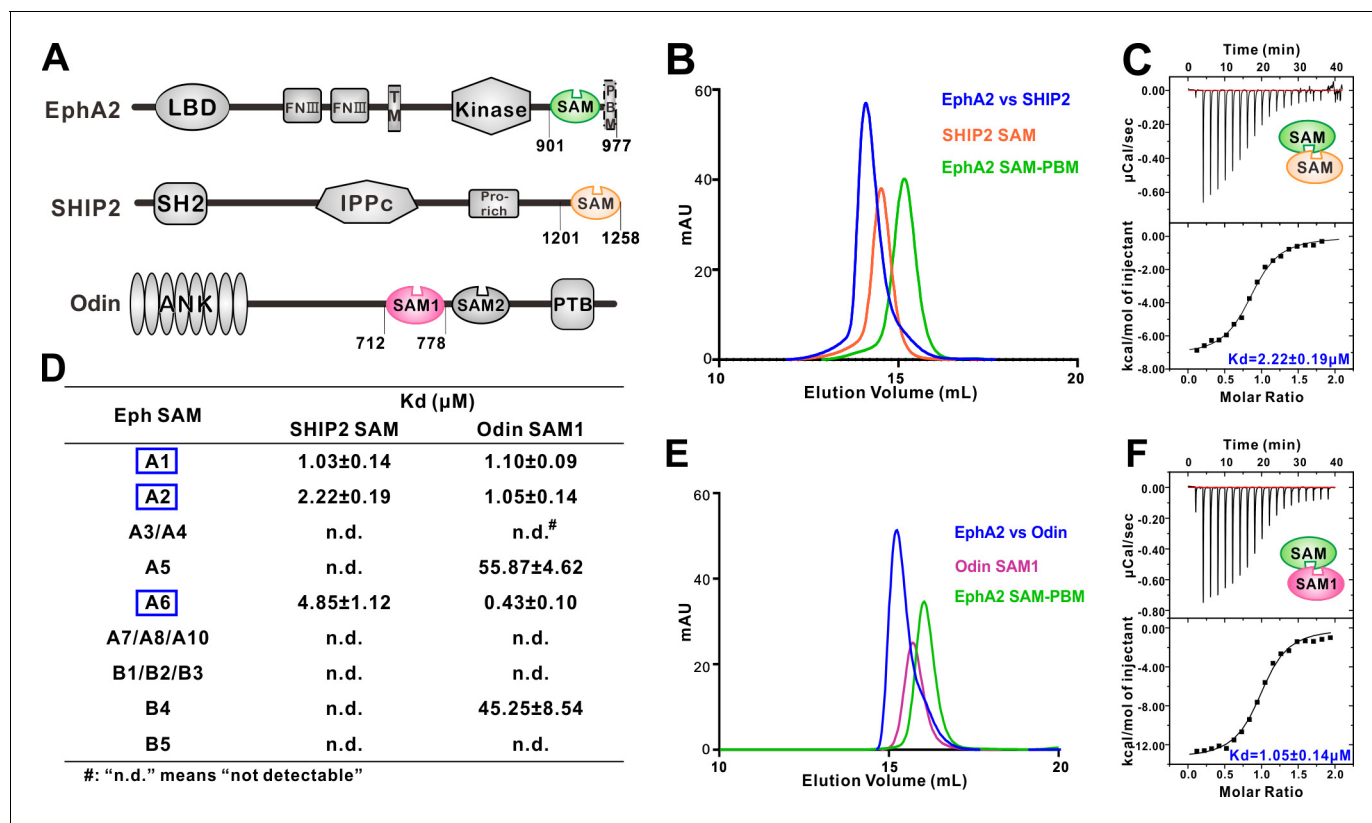 A
EphA2
LBD
FNIII
FNIII
TM
Kinase
SAM
PBM
901
977
SHIP2
SH2
IPPc
Pro-
rich
SAM
1201
1258
Odin
ANK
SAM1
SAM2
PTB
712
778
B
60
40
20
0
mAU
EphA2 vs SHIP2
SHIP2 SAM
EphA2 SAM-PBM
10
15
20
Elution Volume (mL)
C
Time (min)
0 10 20 30 40
0.00
-0.20
-0.40
-0.60
µCal/sec
SAM
SAM
0.00
-2.00
-4.00
-6.00
-8.00
kcal/mol of injectant
Kd=2.22±0.19µM
0.0 0.5 1.0 1.5 2.0
Molar Ratio
D
Eph SAM
Kd (µM)
SHIP2 SAM Odin SAM1
A1 1.03±0.14 1.10±0.09
A2 2.22±0.19 1.05±0.14
A3/A4 n.d. n.d.#
A5 n.d. 55.87±4.62
A6 4.85±1.12 0.43±0.10
A7/A8/A10 n.d. n.d.
B1/B2/B3 n.d. n.d.
B4 n.d. 45.25±8.54
B5 n.d. n.d.
#: “n.d.” means “not detectable”
E
60
40
20
0
mAU
EphA2 vs Odin
Odin SAM1
EphA2 SAM-PBM
10
15
20
Elution Volume (mL)
F
Time (min)
0 10 20 30 40
0.00
-0.20
-0.40
-0.60
-0.80
µCal/sec
SAM
SAM1
0.00
-4.00
-8.00
-12.00
kcal/mol of injectant
Kd=1.05±0.14µM
0.0 0.5 1.0 1.5 2.0
Molar Ratio